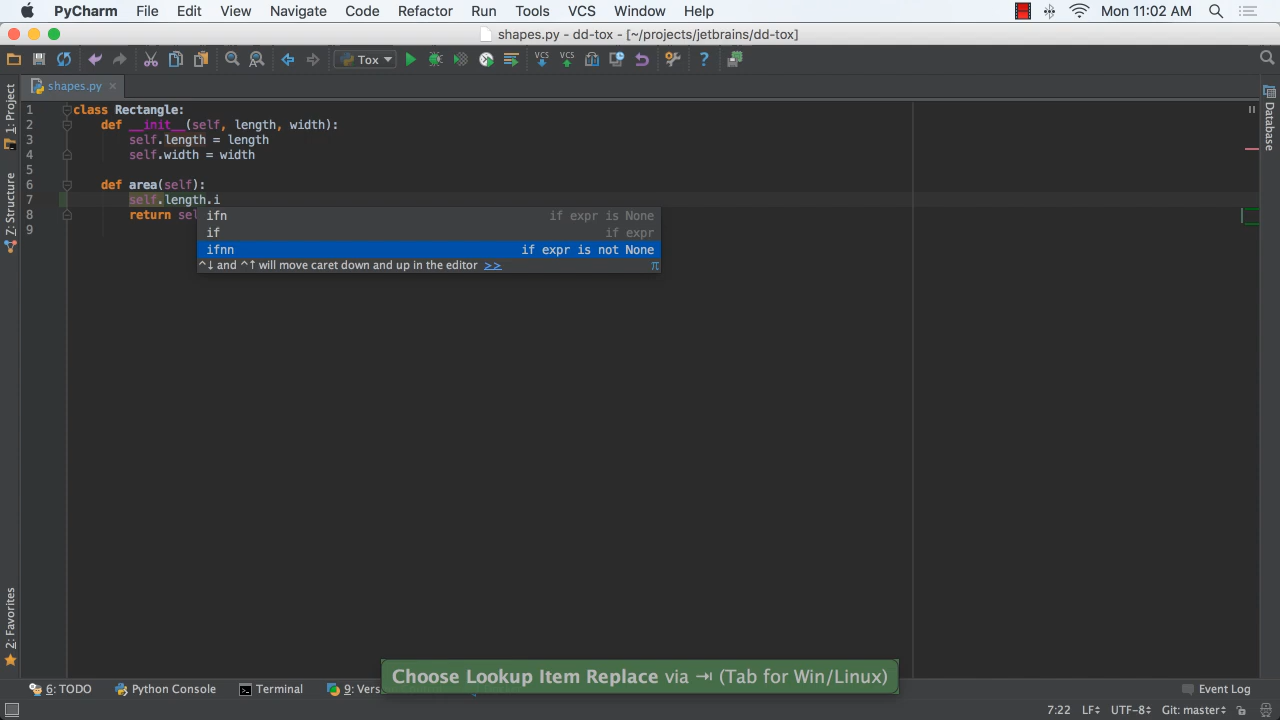 PyCharm File Edit View Navigate Code Refactor Run Tools VCS Window Help Mon 11:02 AM
shapes.py - dd-tox - [~/projects/jetbrains/dd-tox]
Tox VCS VCS ?
1: Project
shapes.py ×
Database
1 class Rectangle:
2 def __init__(self, length, width):
3 self.length = length
4 self.width = width
5
6 def area(self):
7 self.length.i
8 return sel
9
ifn if expr is None
if if expr
ifnn if expr is not None
^↓ and ^↑ will move caret down and up in the editor >> π
Z: Structure
2: Favorites
Choose Lookup Item Replace via ⇥ (Tab for Win/Linux)
6: TODO Python Console Terminal 9: Vers Event Log
7:22 LF÷ UTF-8÷ Git: master÷